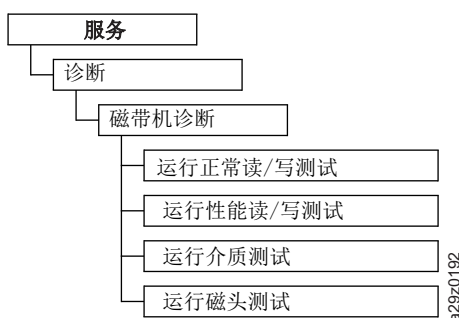 服务
诊断
磁带机诊断
运行正常读/写测试
运行性能读/写测试
运行介质测试
运行磁头测试
a29z0192